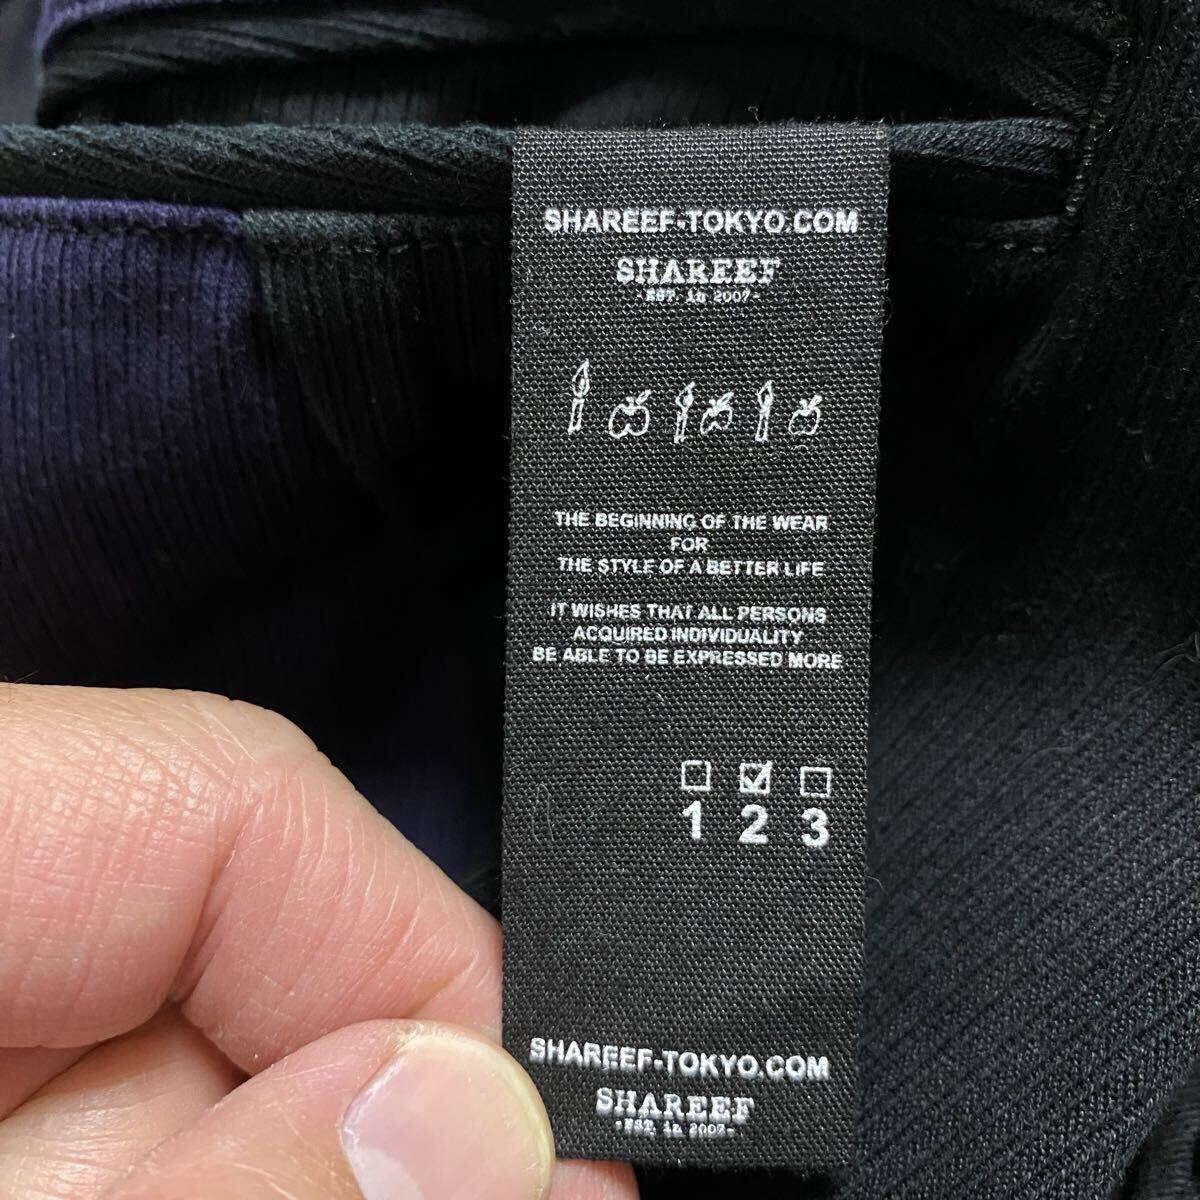 SHAREEF-TOKYO.COM
SHAREEF
-EST. in 2007-
THE BEGINNING OF THE WEAR
FOR
THE STYLE OF A BETTER LIFE
IT WISHES THAT ALL PERSONS
ACQUIRED INDIVIDUALITY
BE ABLE TO BE EXPRESSED MORE
1 2 3
SHAREEF-TOKYO.COM
SHAREEF
-EST. in 2007-